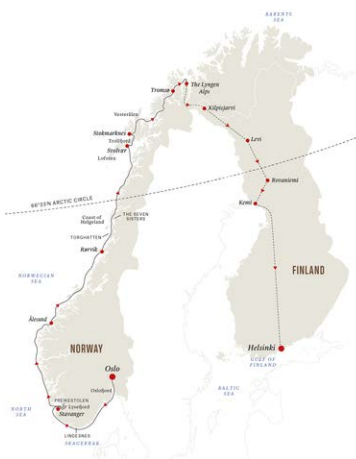 BARENTS
SEA
Tromsø
The Lyngen
Alps
Kilpisjarvi
Vesterålen
Stokmarknes
Trollfjord
Svolvær
Lofoten
Levi
66°33'N ARCTIC CIRCLE
Rovaniemi
Kemi
Coast of
Helgeland
THE SEVEN
SISTERS
TORGHATTEN
Rørvik
NORWEGIAN
SEA
FINLAND
Ålesund
NORWAY
Helsinki
GULF OF
FINLAND
Oslo
Oslofjord
BALTIC
SEA
PREIKESTOLEN
& Lysefjord
Stavanger
NORTH
SEA
LINDESNES
SKAGERRAK